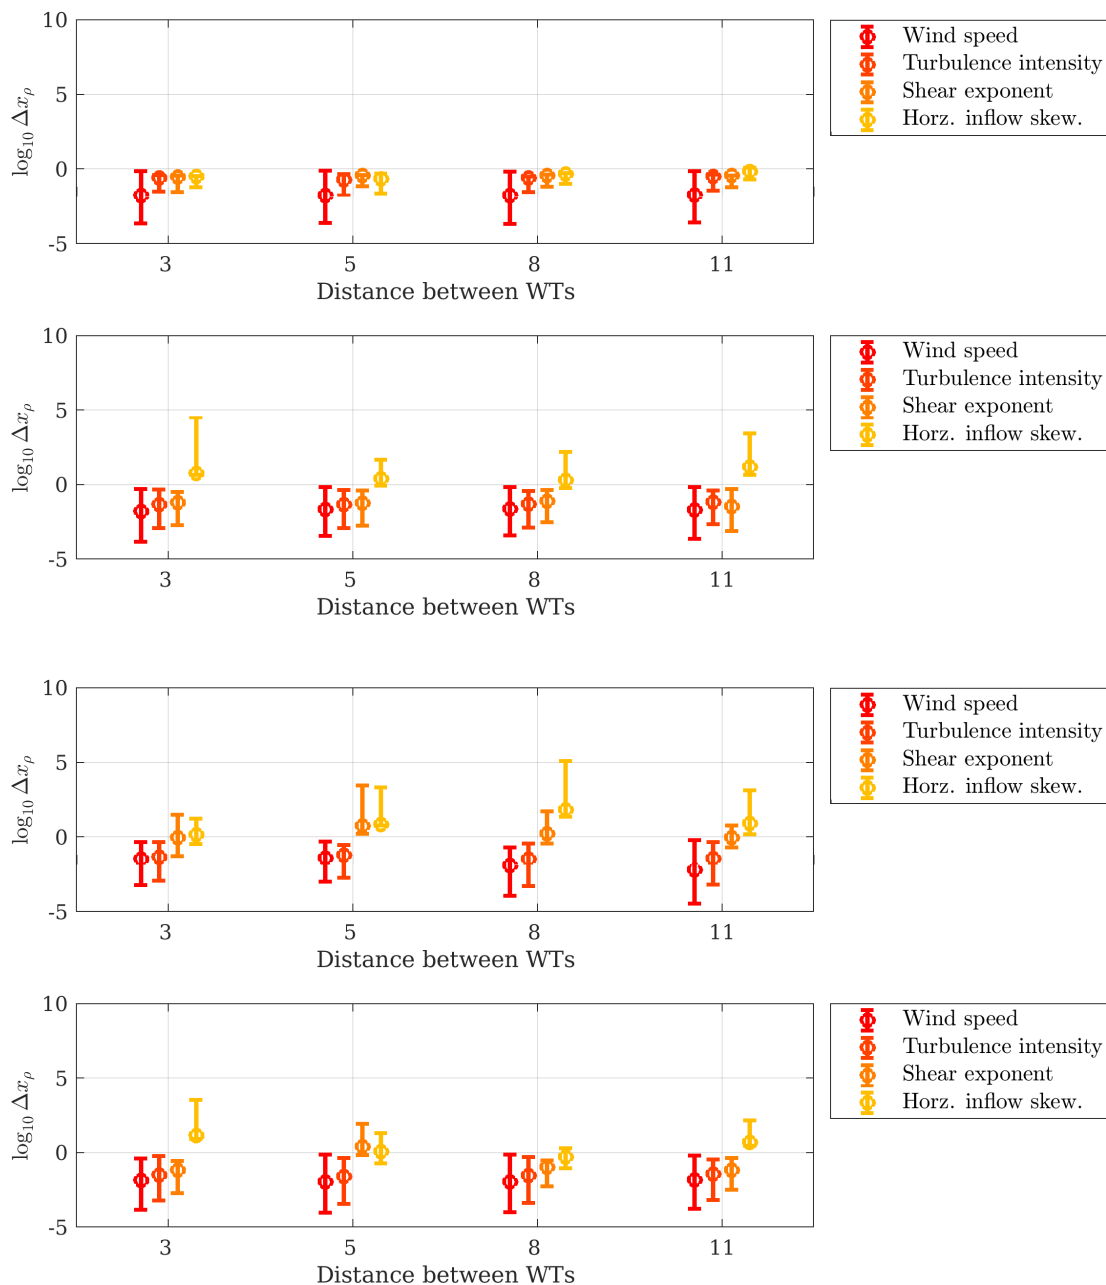 10
5
0
-5
log₁₀ Δxᵨ
3 5 8 11
Distance between WTs
Wind speed
Turbulence intensity
Shear exponent
Horz. inflow skew.
10
5
0
-5
log₁₀ Δxᵨ
3 5 8 11
Distance between WTs
Wind speed
Turbulence intensity
Shear exponent
Horz. inflow skew.
10
5
0
-5
log₁₀ Δxᵨ
3 5 8 11
Distance between WTs
Wind speed
Turbulence intensity
Shear exponent
Horz. inflow skew.
10
5
0
-5
log₁₀ Δxᵨ
3 5 8 11
Distance between WTs
Wind speed
Turbulence intensity
Shear exponent
Horz. inflow skew.